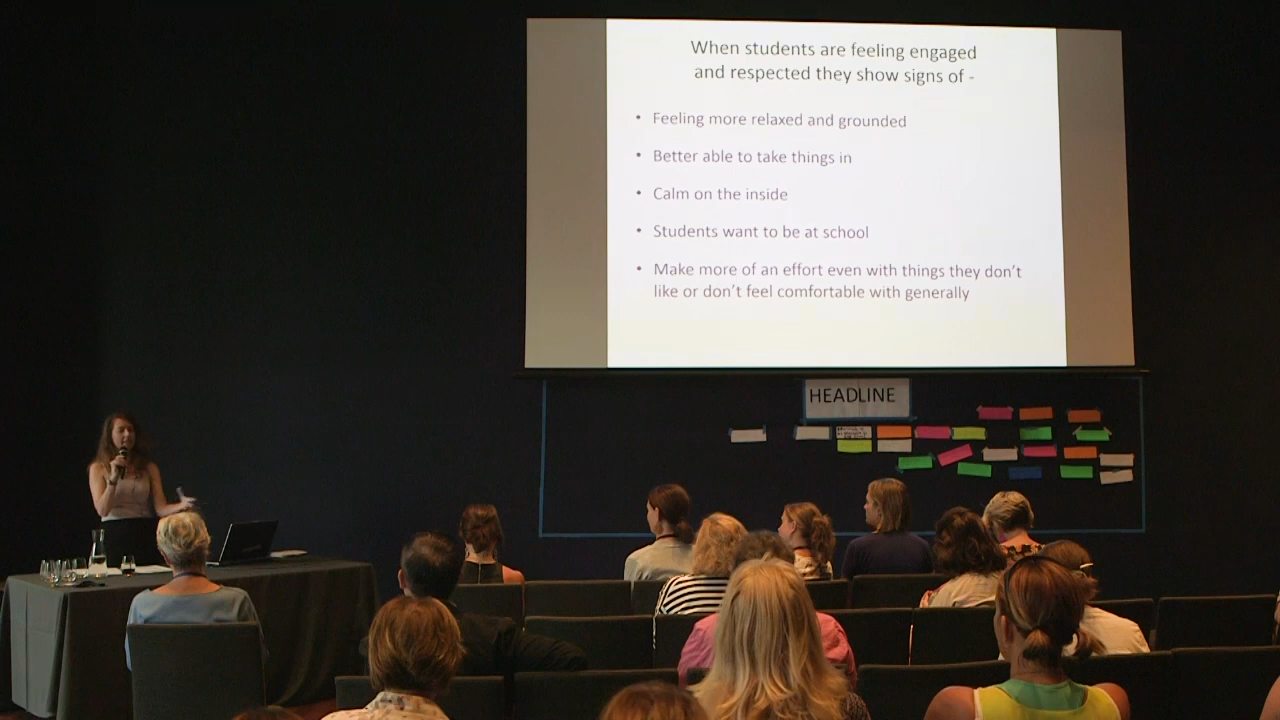 When students are feeling engaged
and respected they show signs of -
• Feeling more relaxed and grounded
• Better able to take things in
• Calm on the inside
• Students want to be at school
• Make more of an effort even with things they don't
like or don't feel comfortable with generally
HEADLINE